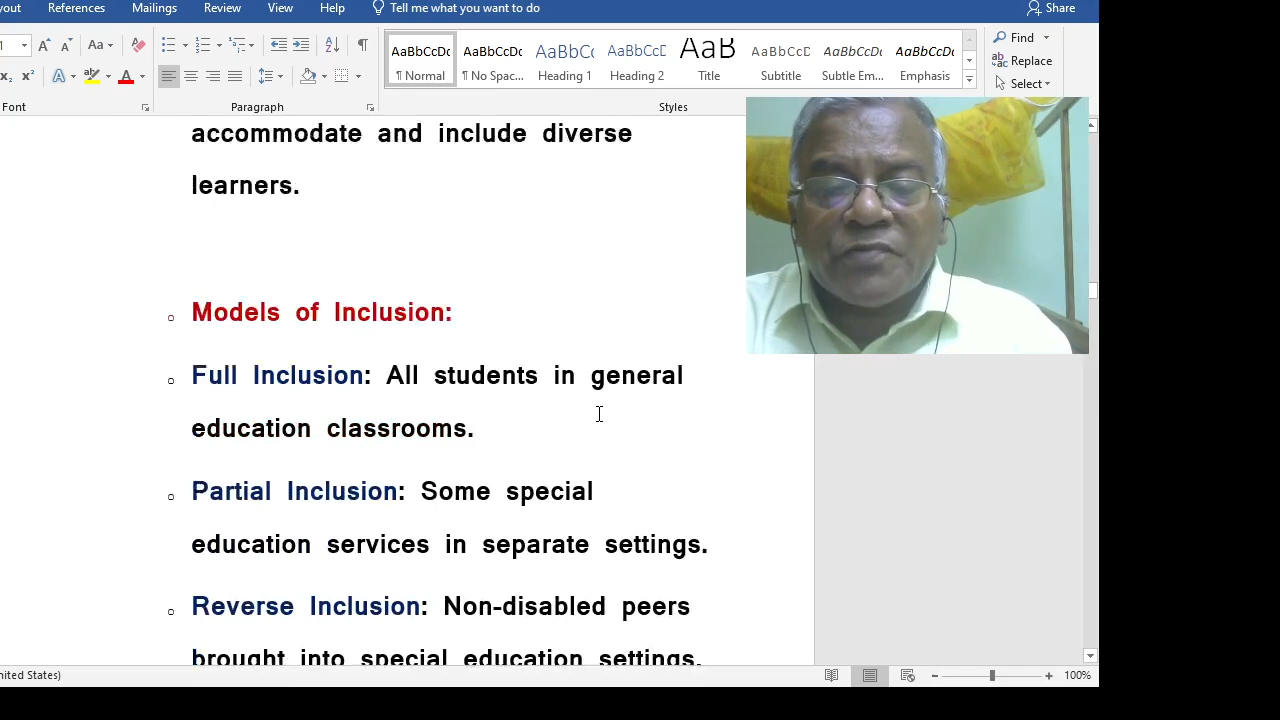 yout References Mailings Review View Help Tell me what you want to do Share
Aa Find
AaBbCcDc AaBbCcDc AaBbCc AaBbCcD AaB AaBbCcD AaBbCcDc AaBbCcDc Replace
¶ Normal ¶ No Spac... Heading 1 Heading 2 Title Subtitle Subtle Em... Emphasis Select
Font Paragraph Styles
accommodate and include diverse
learners.
Models of Inclusion:
Full Inclusion: All students in general
education classrooms.
Partial Inclusion: Some special
education services in separate settings.
Reverse Inclusion: Non-disabled peers
brought into special education settings.
nited States) 100%